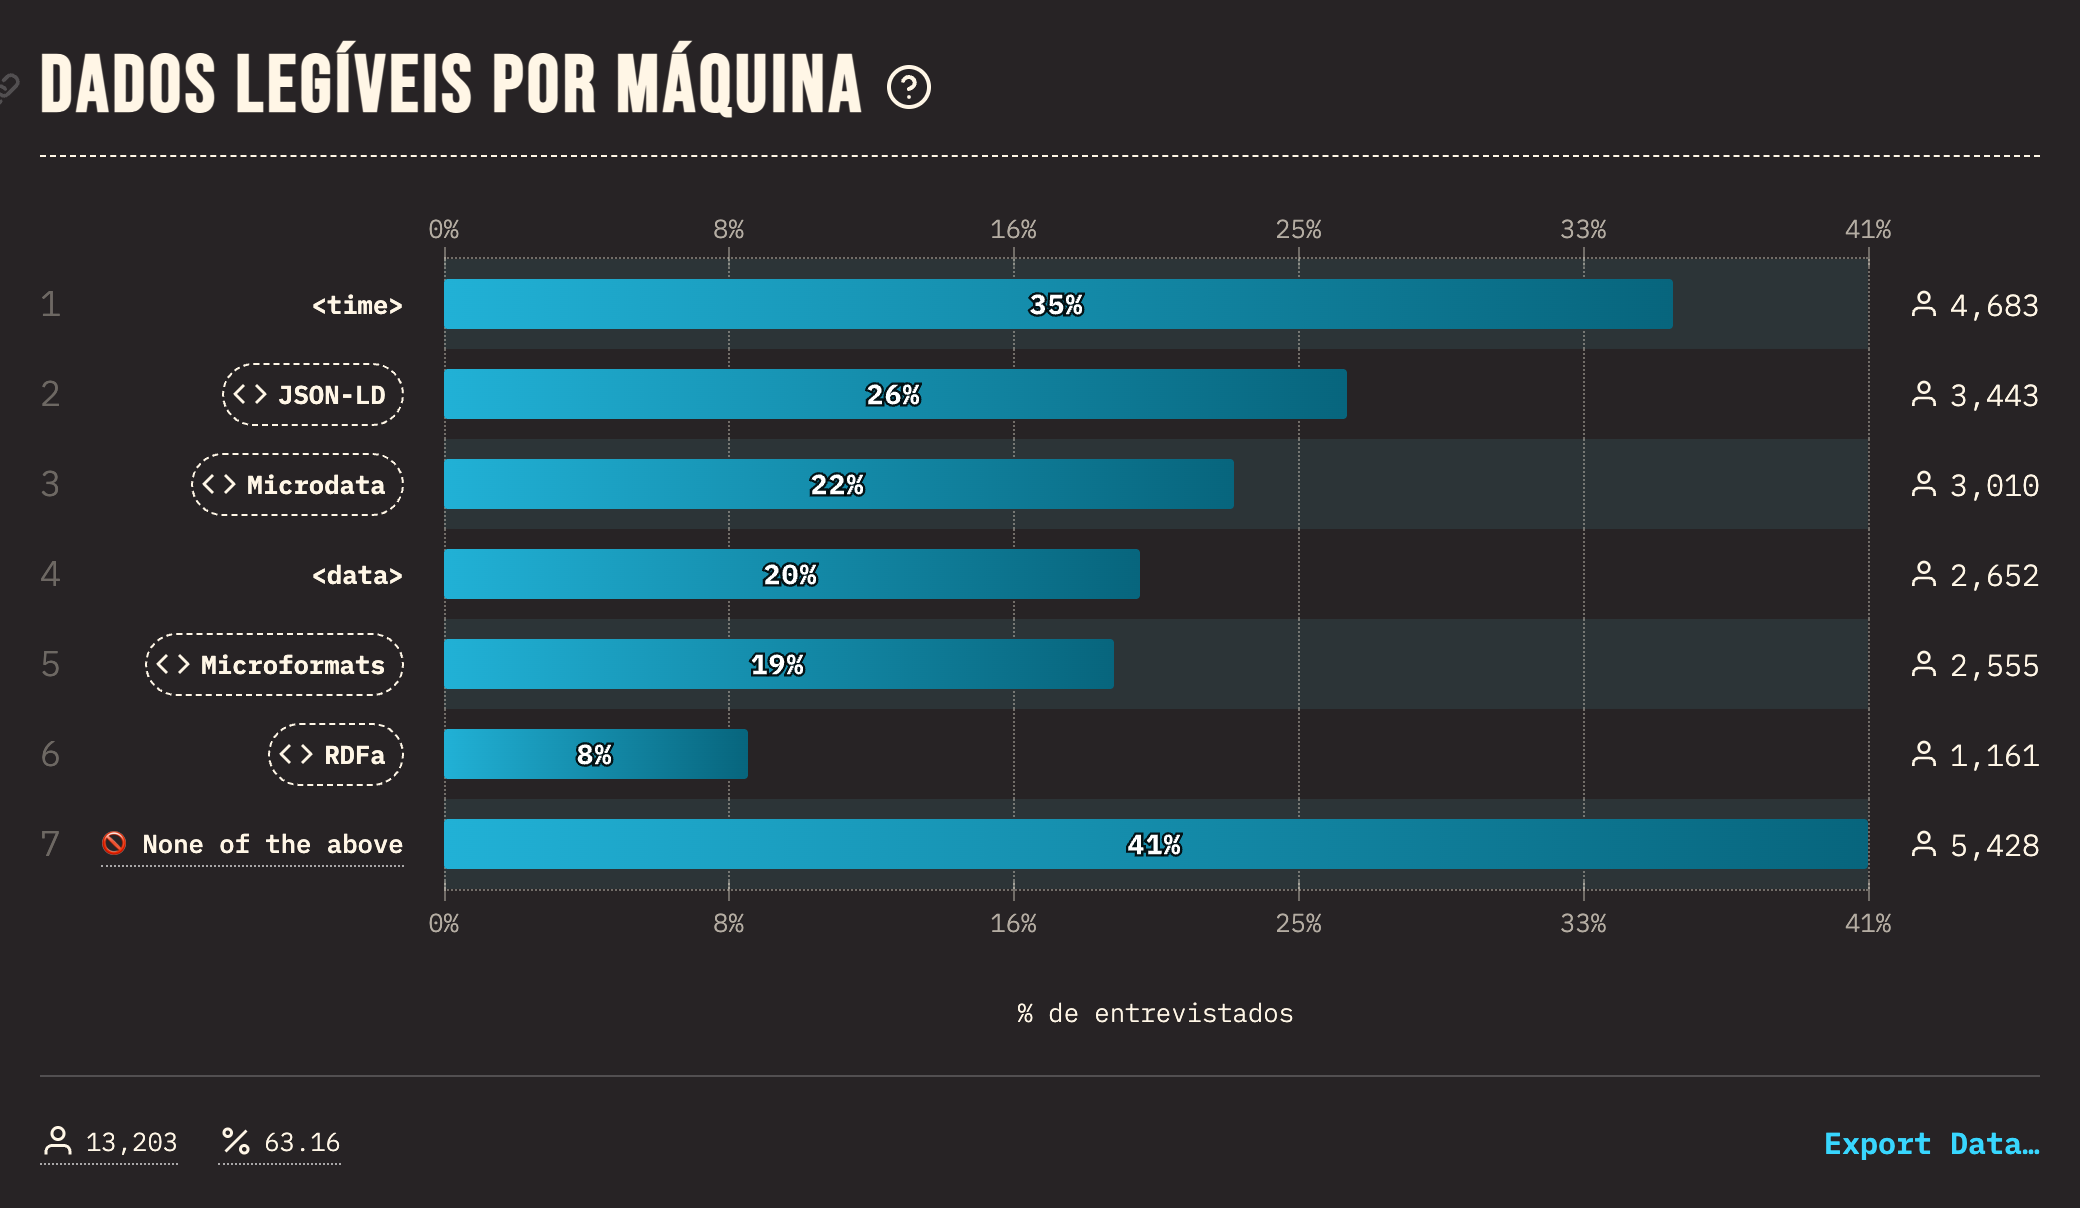 DADOS LEGÍVEIS POR MÁQUINA
0% 8% 16% 25% 33% 41%
1 <time> 35% 4,683
2 JSON-LD 26% 3,443
3 Microdata 22% 3,010
4 <data> 20% 2,652
5 Microformats 19% 2,555
6 RDFa 8% 1,161
7 None of the above 41% 5,428
0% 8% 16% 25% 33% 41%
% de entrevistados
13,203 % 63.16 Export Data…